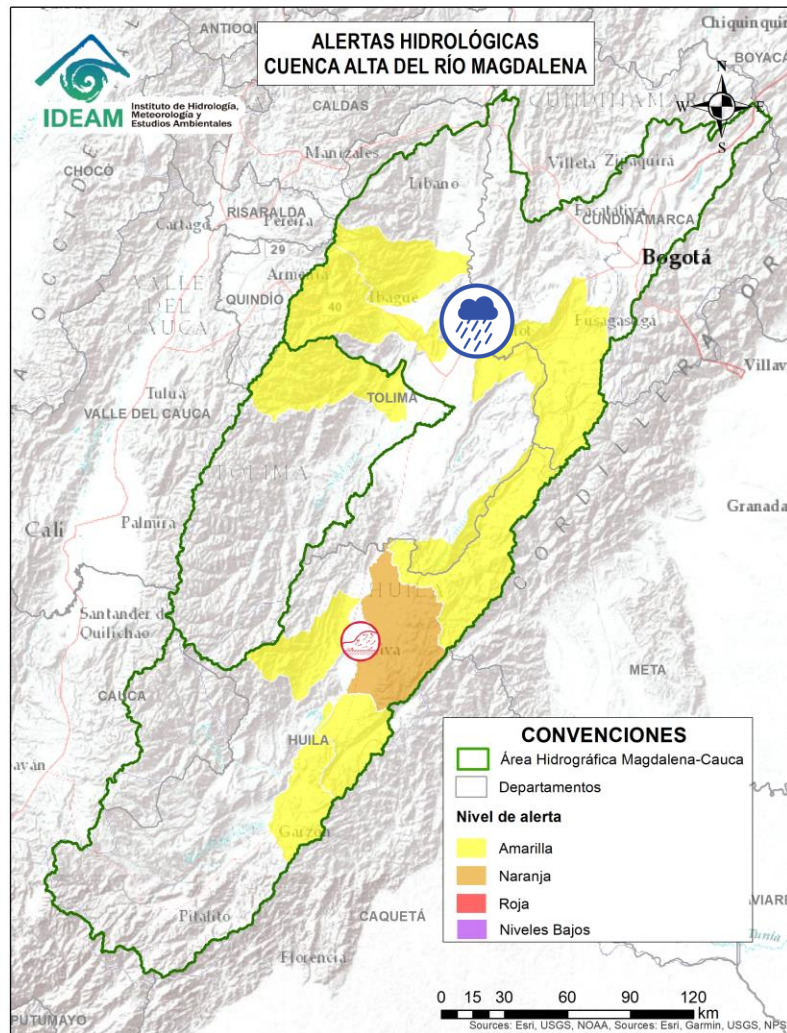 ALERTAS HIDROLÓGICAS
CUENCA ALTA DEL RÍO MAGDALENA
IDEAM
Instituto de Hidrología,
Meteorología y
Estudios Ambientales
ANTIOQU
Chiquinquir
BOYACÁ
N
W
E
S
CALDAS
CHOCÓ
Manizales
Líbano
Villeta
Zipaquirá
RISARALDA
Pereira
Cartago
Facatativá
CUNDINAMARCA
29
Bogotá
Armenia
QUINDÍO
40
Ibagué
VALLE
DEL
CAUCA
Fusagasugá
Villav
Tuluá
VALLE DEL CAUCA
TOLIMA
TOLIMA
CORDILLERA
Granada
Cali
Palmira
HUILA
Santander de
Quilichao
META
CAUCA
HUILA
Garzón
Pitalito
CAQUETÁ
Florencia
PUTUMAYO
CONVENCIONES
Área Hidrográfica Magdalena-Cauca
Departamentos
Nivel de alerta
Amarilla
Naranja
Roja
Niveles Bajos
0 15 30 60 90 120
km
Sources: Esri, USGS, NOAA, Sources: Esri, Garmin, USGS, NPS